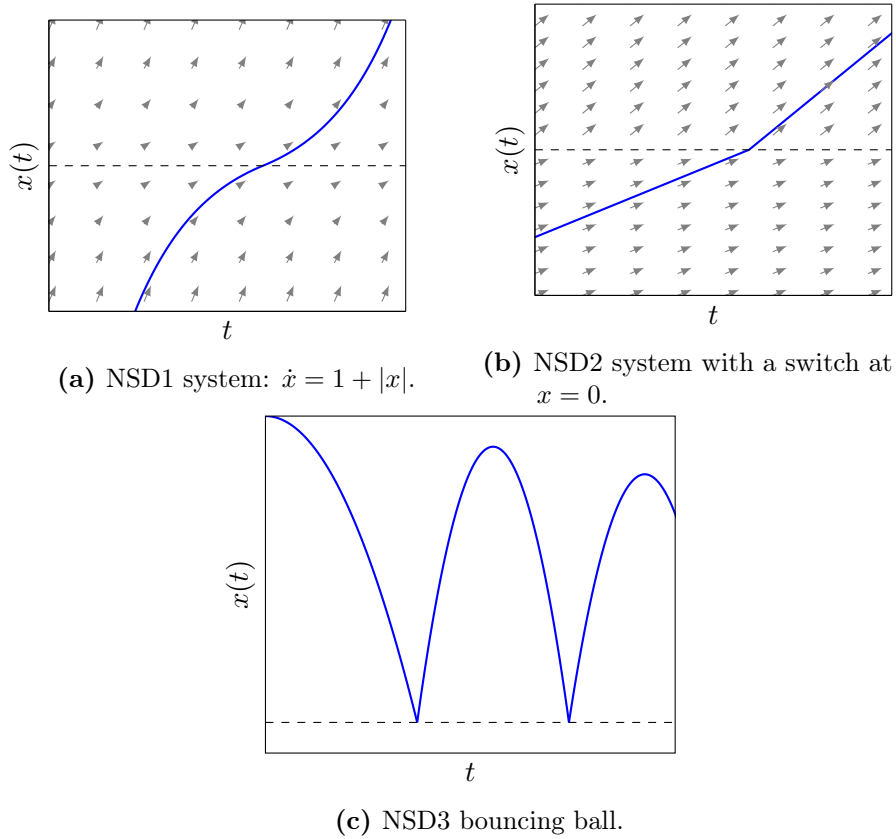 x(t)
t
(a) NSD1 system: ẋ = 1 + |x|.
x(t)
t
(b) NSD2 system with a switch at
x = 0.
x(t)
t
(c) NSD3 bouncing ball.